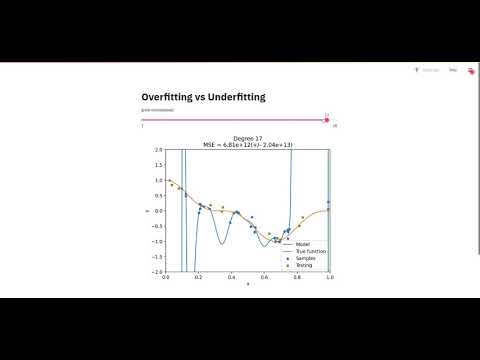 Overfitting vs Underfitting
1
Degree 17
MSE = 6.81e+12(+/- 2.04e+13)
2.0
1.5
1.0
0.5
0.0
−0.5
−1.0
−1.5
−2.0
y
Model
True function
Samples
Testing
0.0 0.2 0.4 0.6 0.8 1.0
x